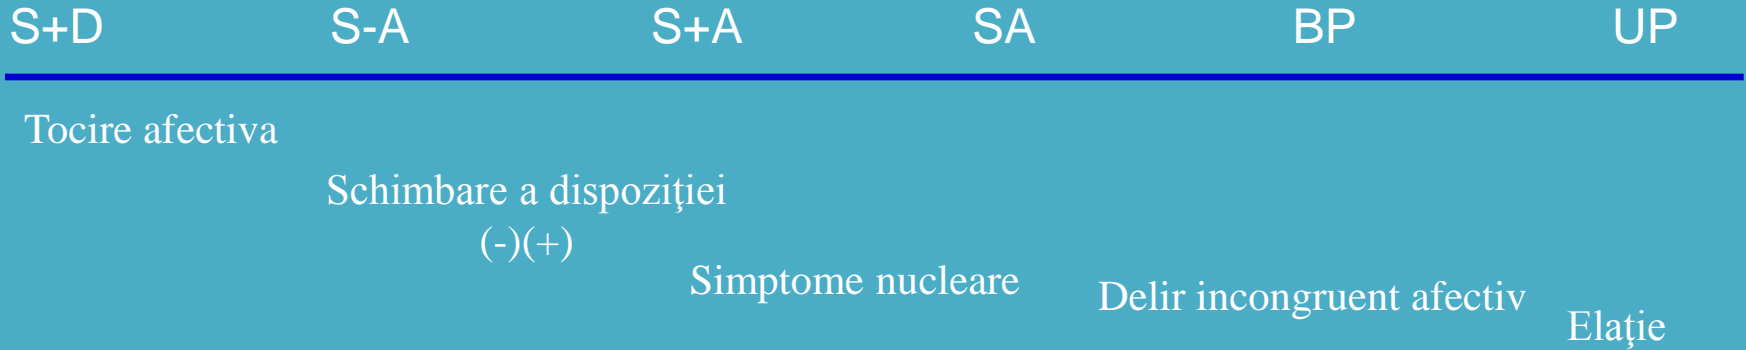 S+D S-A S+A SA BP UP
Tocire afectiva
Schimbare a dispoziţiei
(-)(+)
Simptome nucleare
Delir incongruent afectiv
Elaţie